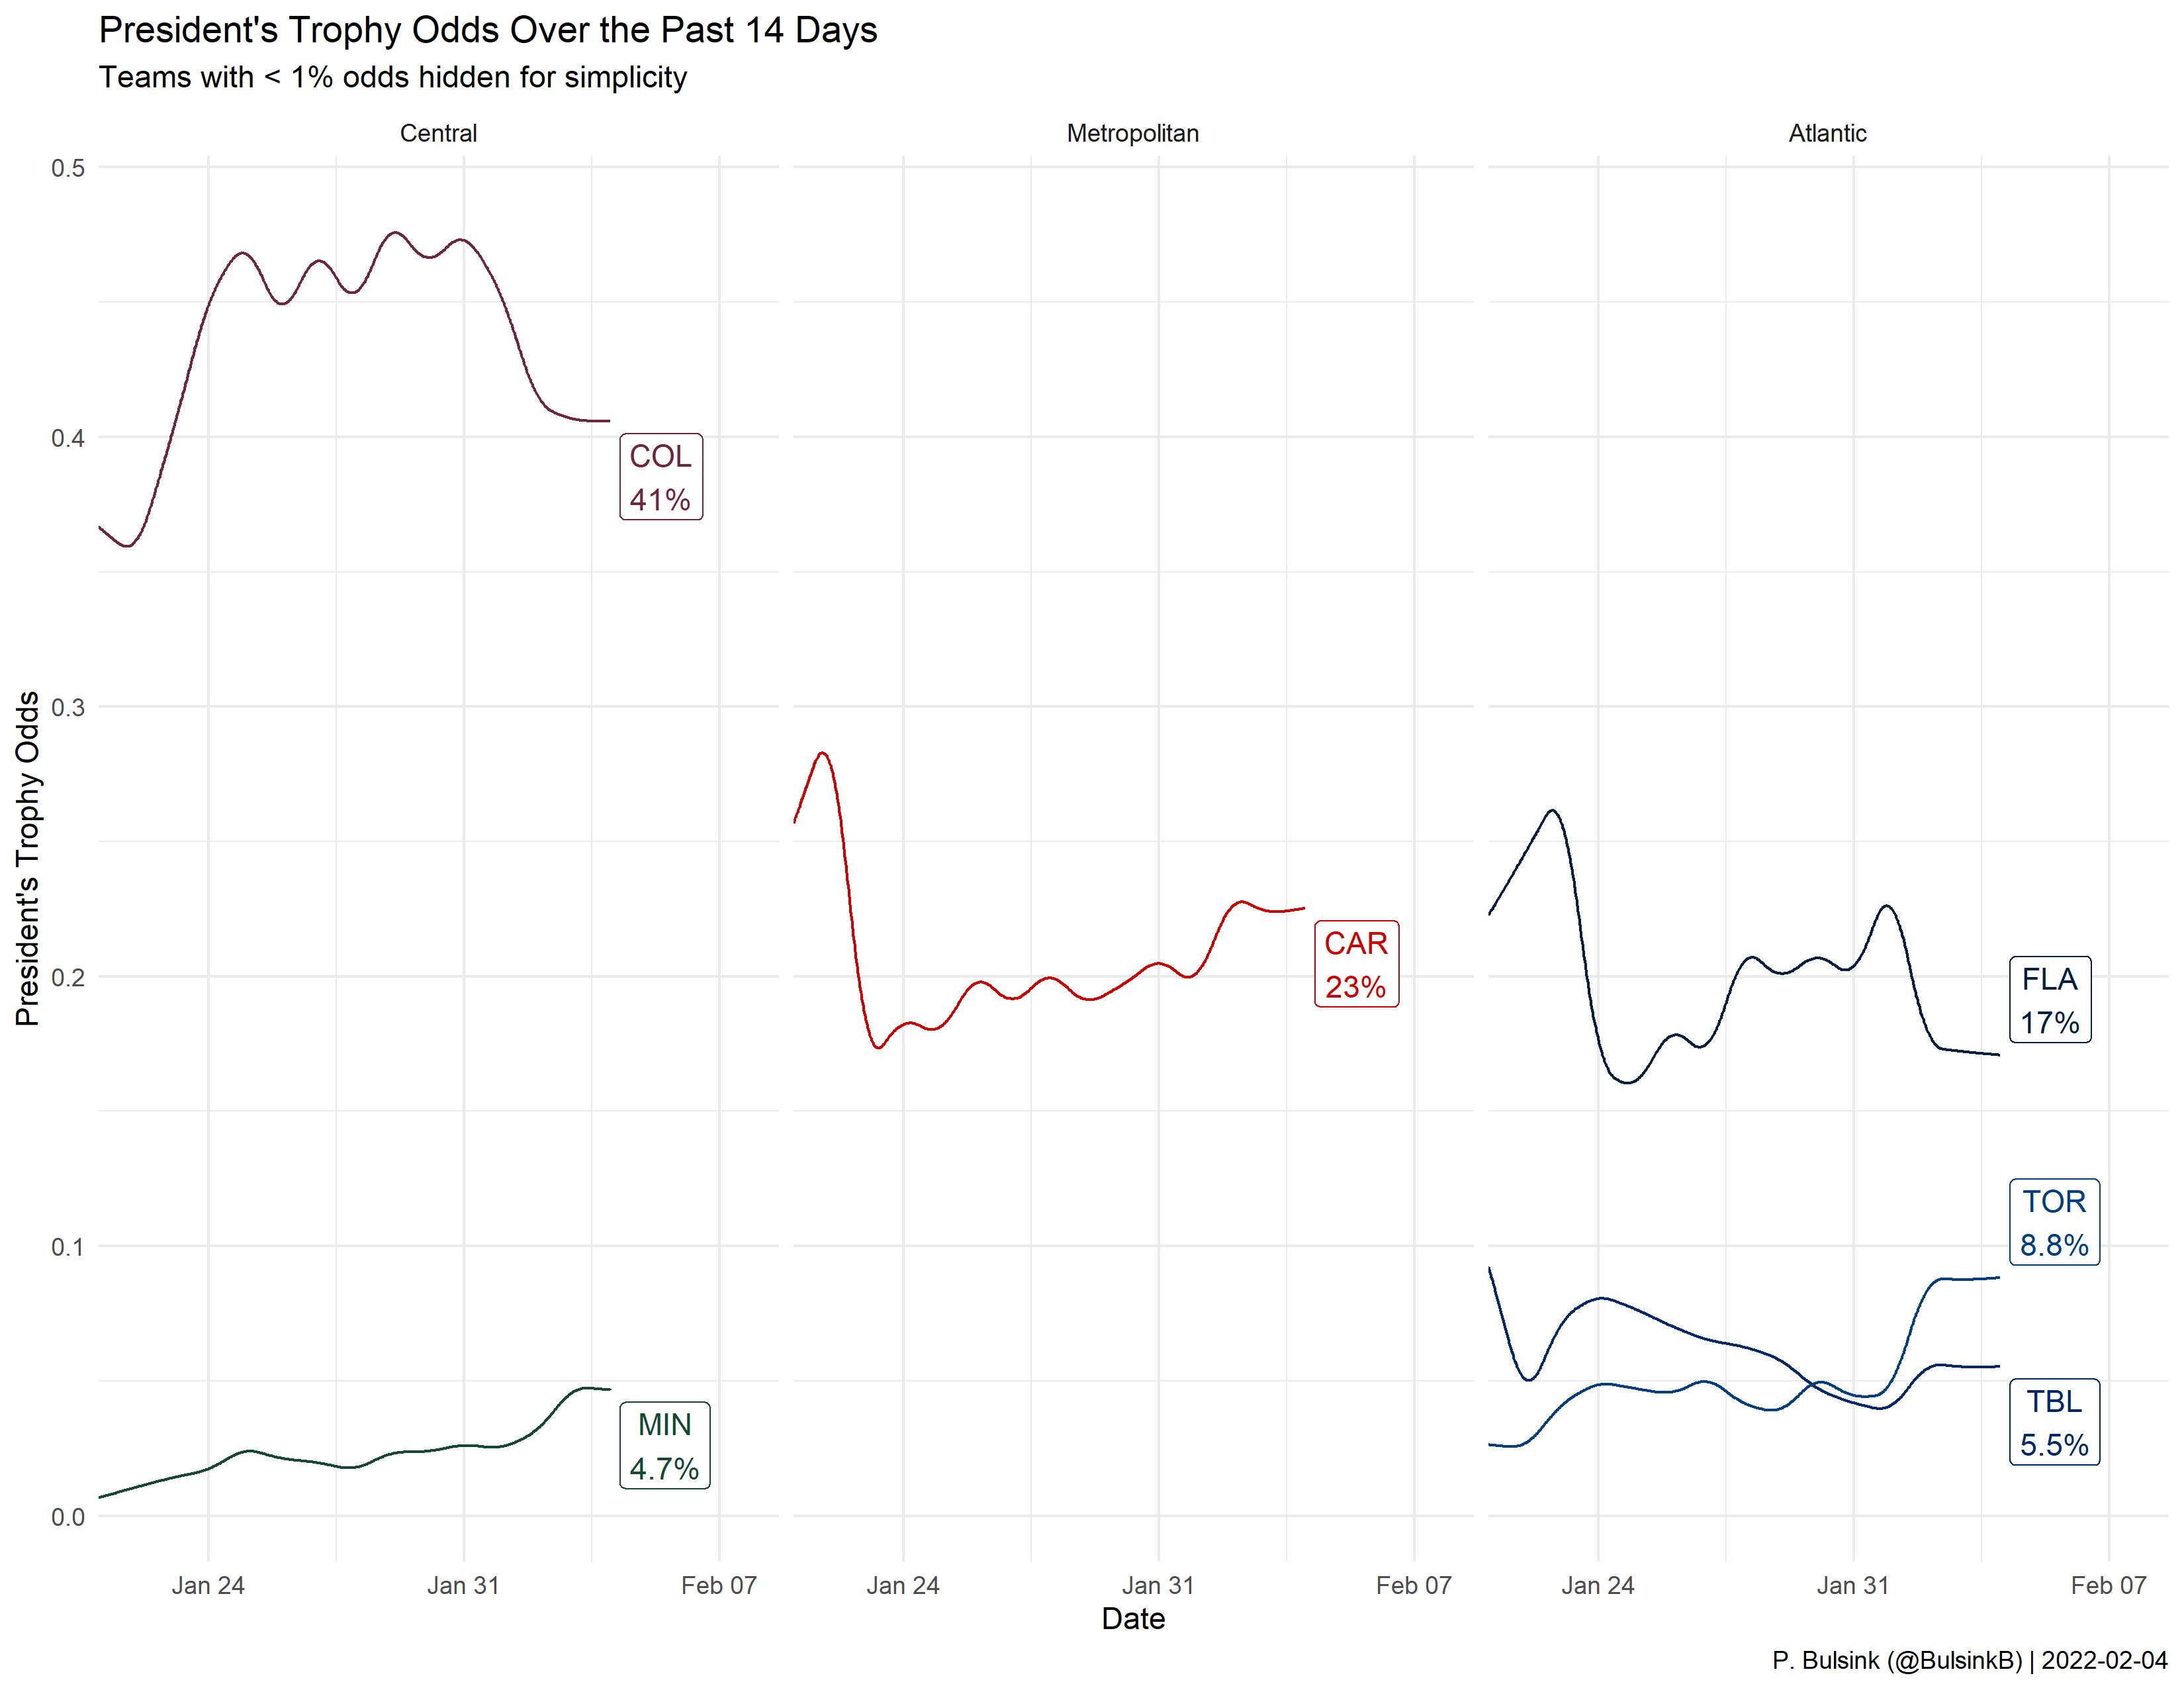 President's Trophy Odds Over the Past 14 Days
Teams with < 1% odds hidden for simplicity
Central
Metropolitan
Atlantic
President's Trophy Odds
0.5
0.4
0.3
0.2
0.1
0.0
COL
41%
MIN
4.7%
CAR
23%
FLA
17%
TOR
8.8%
TBL
5.5%
Jan 24
Jan 31
Feb 07
Jan 24
Jan 31
Feb 07
Jan 24
Jan 31
Feb 07
Date
P. Bulsink (@BulsinkB) | 2022-02-04